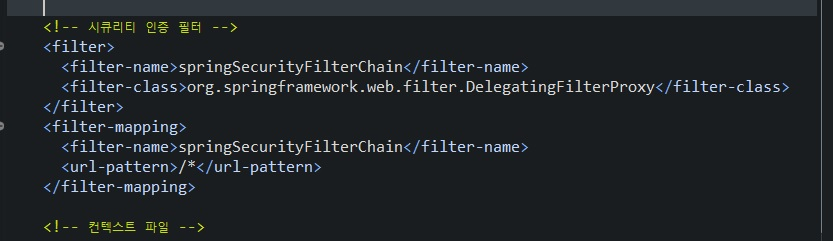 <!-- 시큐리티 인증 필터 -->
<filter>
<filter-name>springSecurityFilterChain</filter-name>
<filter-class>org.springframework.web.filter.DelegatingFilterProxy</filter-class>
</filter>
<filter-mapping>
<filter-name>springSecurityFilterChain</filter-name>
<url-pattern>/*</url-pattern>
</filter-mapping>
<!-- 컨텍스트 파일 -->